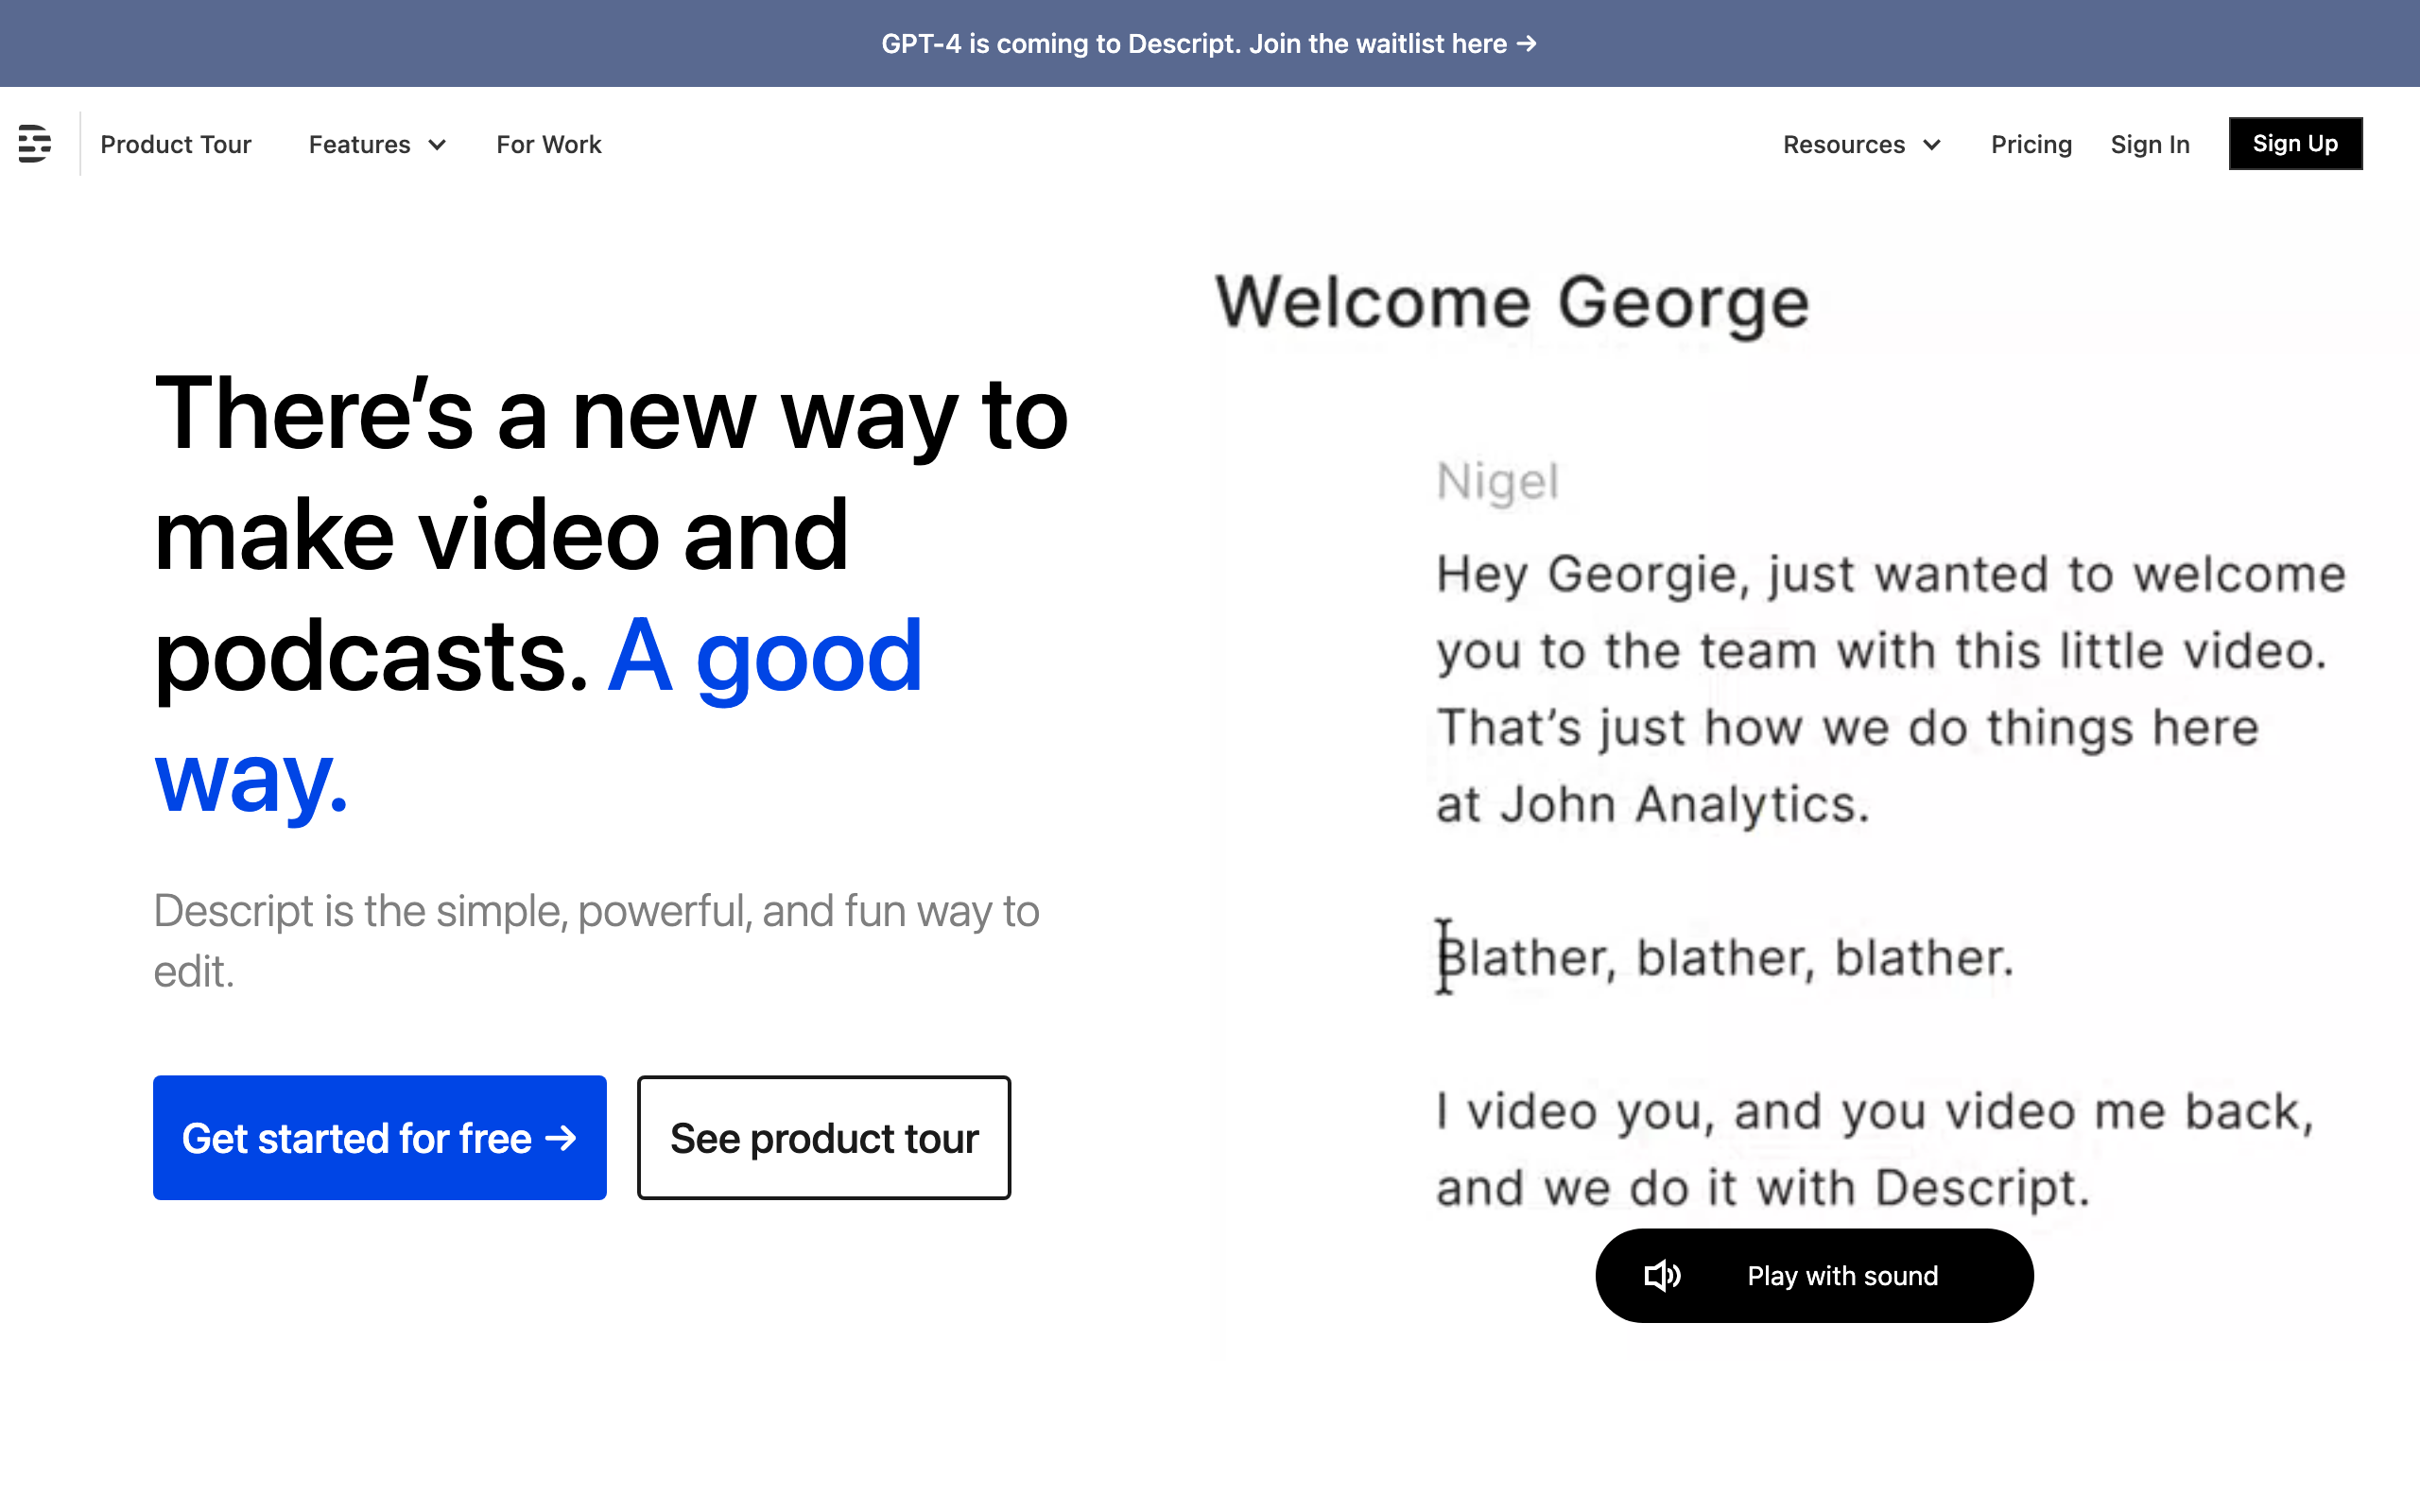 GPT-4 is coming to Descript. Join the waitlist here →
Product Tour
Features
For Work
Resources
Pricing
Sign In
Sign Up
There’s a new way to
make video and
podcasts. A good
way.
Descript is the simple, powerful, and fun way to
edit.
Get started for free →
See product tour
Welcome George
Nigel
Hey Georgie, just wanted to welcome
you to the team with this little video.
That’s just how we do things here
at John Analytics.
Blather, blather, blather.
I video you, and you video me back,
and we do it with Descript.
Play with sound